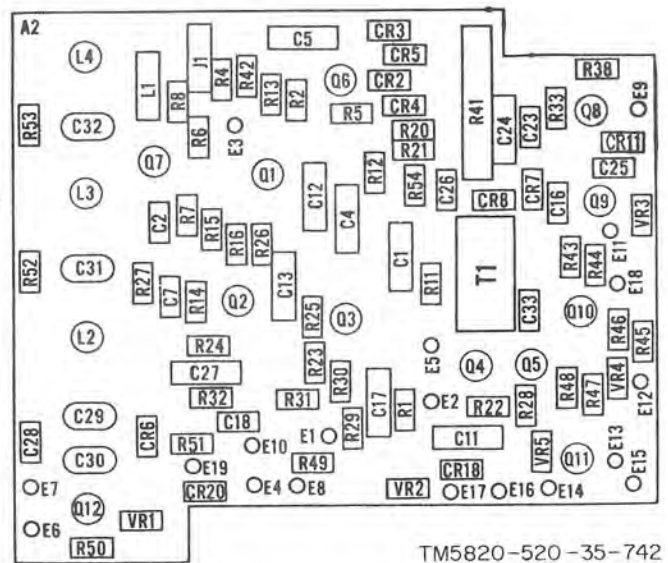 A2
L4
L1
R8
J1
R4
R42
R13
R2
C5
Q6
R5
CR3
CR5
CR2
CR4
R20
R21
R41
C24
C23
R33
R38
Q8
E9
CR11
C25
R53
C32
R6
E3
Q7
Q1
C12
C4
R12
R54
C26
CR8
CR7
C16
Q9
VR3
E11
L3
C2
R7
R15
R16
R26
C13
C1
R11
T1
C33
R43
R44
E18
R52
C31
R27
C7
R14
Q2
R25
Q3
Q10
R46
R45
L2
R24
C27
R32
C18
R23
R30
R31
E5
Q4
Q5
C17
R1
E2
R22
R28
R48
R47
VR4
E12
C29
C28
C30
CR6
R51
E19
E10
E1
R29
R49
C11
CR18
VR5
Q11
E13
E15
E7
E6
Q12
VR1
R50
CR20
E4
E8
VR2
E17
E16
E14
TM5820-520-35-742